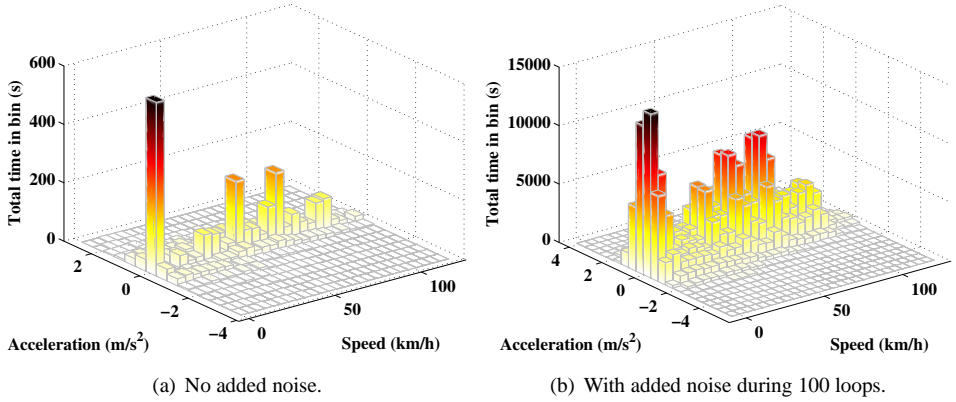 600
400
200
0
Total time in bin (s)
2
0
−2
−4
Acceleration (m/s2)
0
50
100
Speed (km/h)
(a) No added noise.
15000
10000
5000
0
Total time in bin (s)
4
2
0
−2
−4
Acceleration (m/s2)
0
50
100
Speed (km/h)
(b) With added noise during 100 loops.